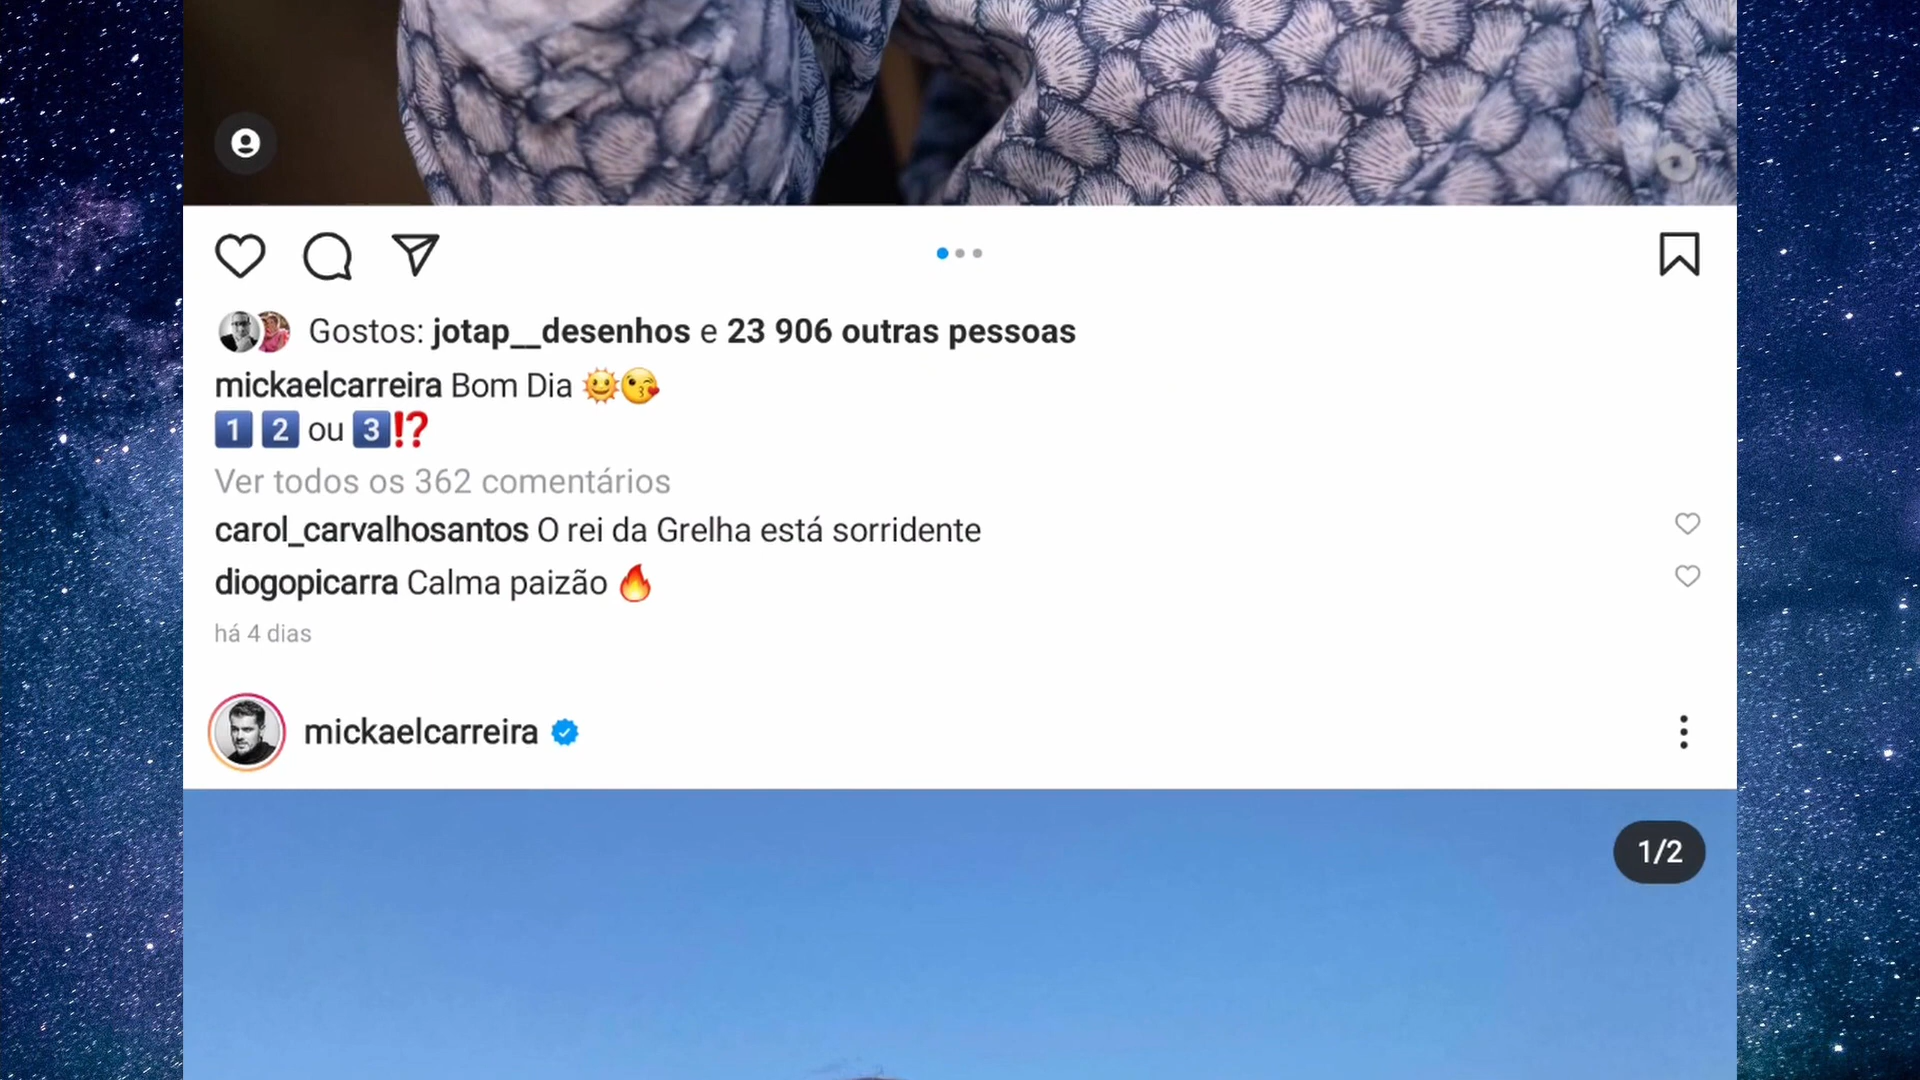 Gostos: jotap__desenhos e 23 906 outras pessoas
mickaelcarreira Bom Dia 🌞😘
1️⃣ 2️⃣ ou 3️⃣⁉️
Ver todos os 362 comentários
carol_carvalhosantos O rei da Grelha está sorridente
diogopicarra Calma paizão 🔥
há 4 dias
mickaelcarreira
1/2